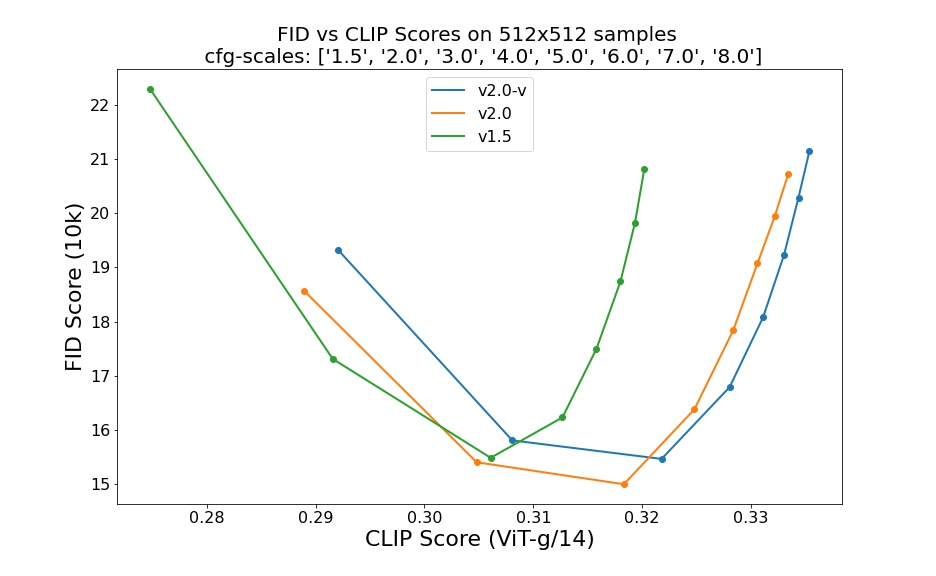 FID vs CLIP Scores on 512x512 samples
cfg-scales: ['1.5', '2.0', '3.0', '4.0', '5.0', '6.0', '7.0', '8.0']
v2.0-v
v2.0
v1.5
FID Score (10k)
22
21
20
19
18
17
16
15
0.28 0.29 0.30 0.31 0.32 0.33
CLIP Score (ViT-g/14)